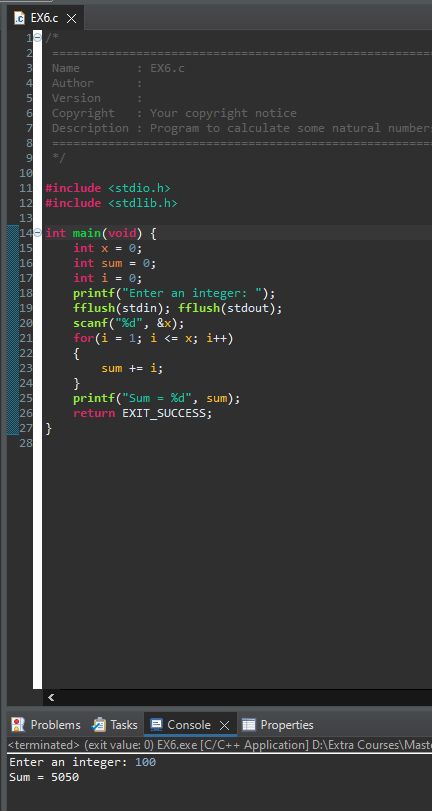 EX6.c
1 /*
2 ======================================================
3 Name        : EX6.c
4 Author      :
5 Version     :
6 Copyright   : Your copyright notice
7 Description : Program to calculate some natural numbers
8 ======================================================
9 */
10
11 #include <stdio.h>
12 #include <stdlib.h>
13
14 int main(void) {
15     int x = 0;
16     int sum = 0;
17     int i = 0;
18     printf("Enter an integer: ");
19     fflush(stdin); fflush(stdout);
20     scanf("%d", &x);
21     for(i = 1; i <= x; i++)
22     {
23         sum += i;
24     }
25     printf("Sum = %d", sum);
26     return EXIT_SUCCESS;
27 }
28
Problems Tasks Console Properties
<terminated> (exit value: 0) EX6.exe [C/C++ Application] D:\Extra Courses\Maste
Enter an integer: 100
Sum = 5050